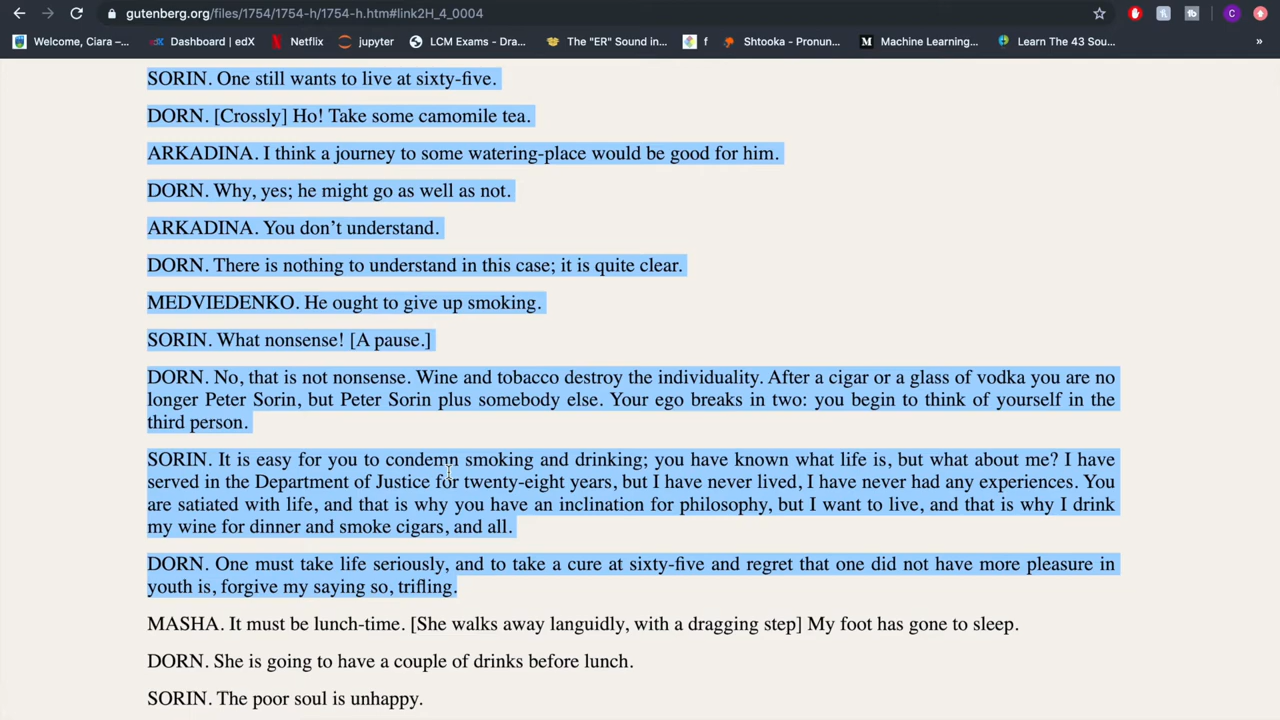 gutenberg.org/files/1754/1754-h/1754-h.htm#link2H_4_0004
C
Welcome, Ciara –... Dashboard | edX Netflix jupyter LCM Exams - Dra... The "ER" Sound in... f Shtooka - Pronun... Machine Learning... Learn The 43 Sou... »
SORIN. One still wants to live at sixty-five.
DORN. [Crossly] Ho! Take some camomile tea.
ARKADINA. I think a journey to some watering-place would be good for him.
DORN. Why, yes; he might go as well as not.
ARKADINA. You don’t understand.
DORN. There is nothing to understand in this case; it is quite clear.
MEDVIEDENKO. He ought to give up smoking.
SORIN. What nonsense! [A pause.]
DORN. No, that is not nonsense. Wine and tobacco destroy the individuality. After a cigar or a glass of vodka you are no
longer Peter Sorin, but Peter Sorin plus somebody else. Your ego breaks in two: you begin to think of yourself in the
third person.
SORIN. It is easy for you to condemn smoking and drinking; you have known what life is, but what about me? I have
served in the Department of Justice for twenty-eight years, but I have never lived, I have never had any experiences. You
are satiated with life, and that is why you have an inclination for philosophy, but I want to live, and that is why I drink
my wine for dinner and smoke cigars, and all.
DORN. One must take life seriously, and to take a cure at sixty-five and regret that one did not have more pleasure in
youth is, forgive my saying so, trifling.
MASHA. It must be lunch-time. [She walks away languidly, with a dragging step] My foot has gone to sleep.
DORN. She is going to have a couple of drinks before lunch.
SORIN. The poor soul is unhappy.